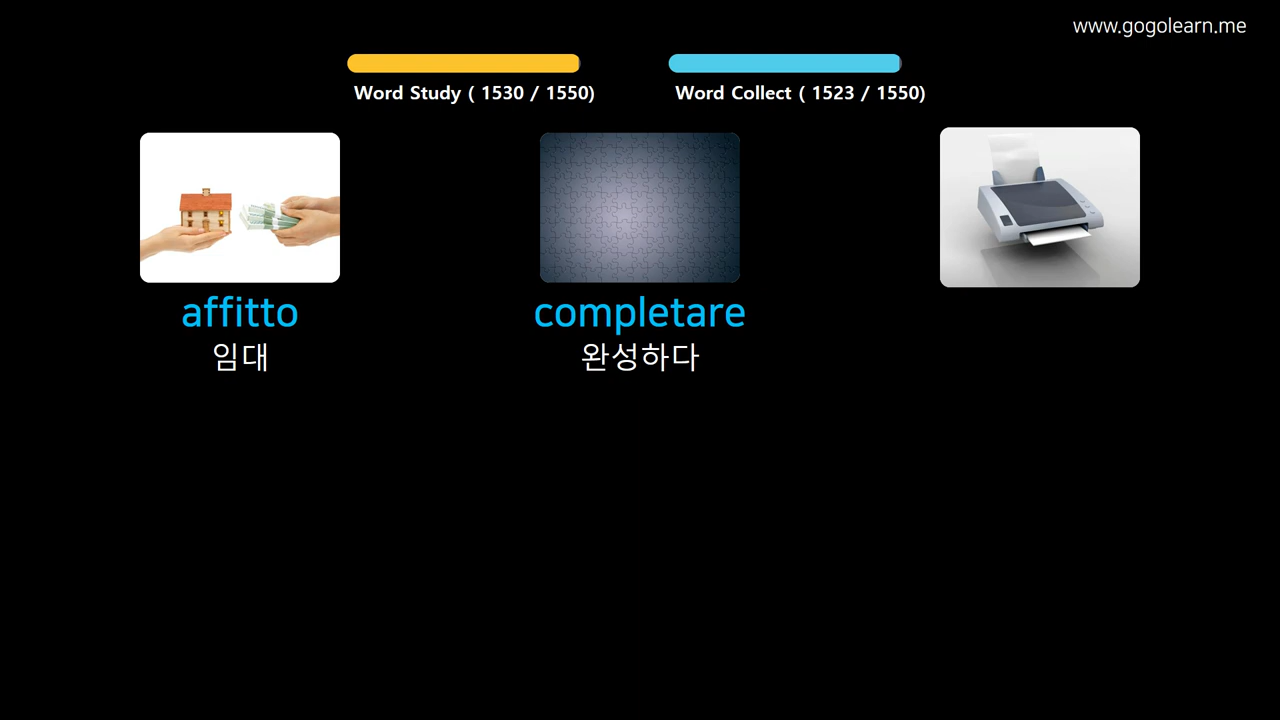 www.gogolearn.me
Word Study ( 1530 / 1550)
Word Collect ( 1523 / 1550)
affitto
임대
completare
완성하다